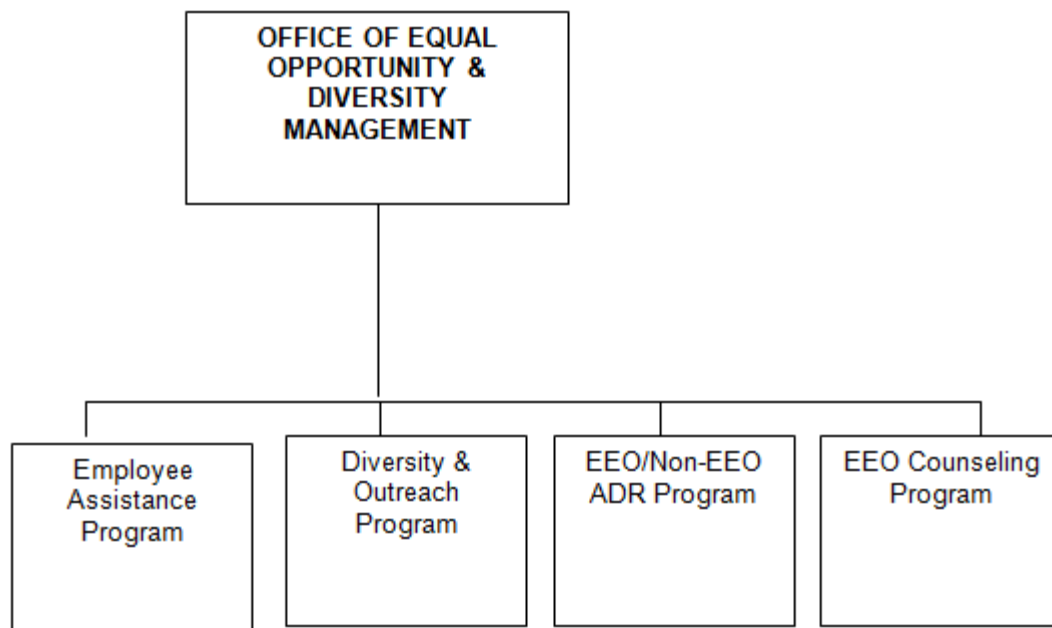 OFFICE OF EQUAL
OPPORTUNITY &
DIVERSITY
MANAGEMENT
Employee
Assistance
Program
Diversity &
Outreach
Program
EEO/Non-EEO
ADR Program
EEO Counseling
Program